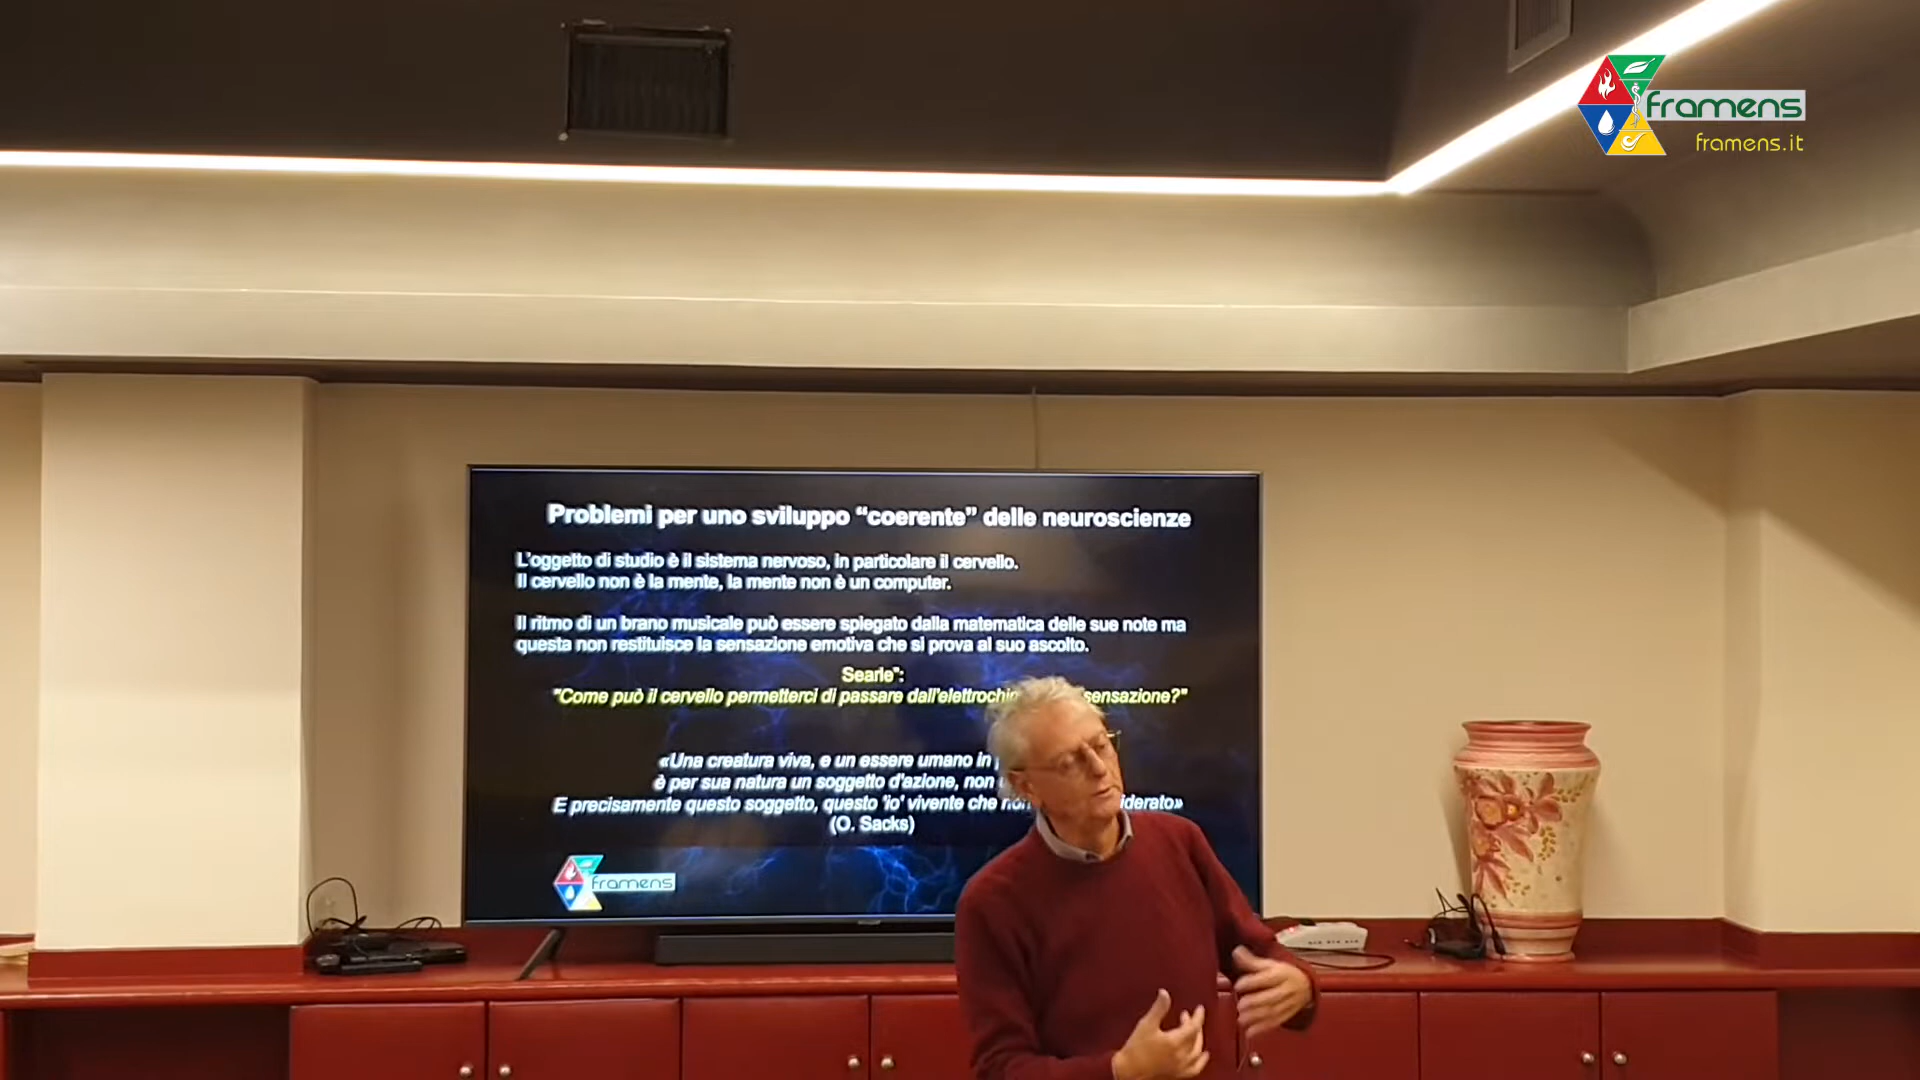 framens
framens.it
Problemi per uno sviluppo “coerente” delle neuroscienze
L'oggetto di studio è il sistema nervoso, in particolare il cervello.
Il cervello non è la mente, la mente non è un computer.
Il ritmo di un brano musicale può essere spiegato dalla matematica delle sue note ma
questa non restituisce la sensazione emotiva che si prova al suo ascolto.
Searle":
"Come può il cervello permetterci di passare sensazione?"
«Una creatura viva, e un essere umano in
è per sua natura un soggetto d'azione, non
E precisamente questo soggetto, questo 'io' vivente che
(O. Sacks)
framens